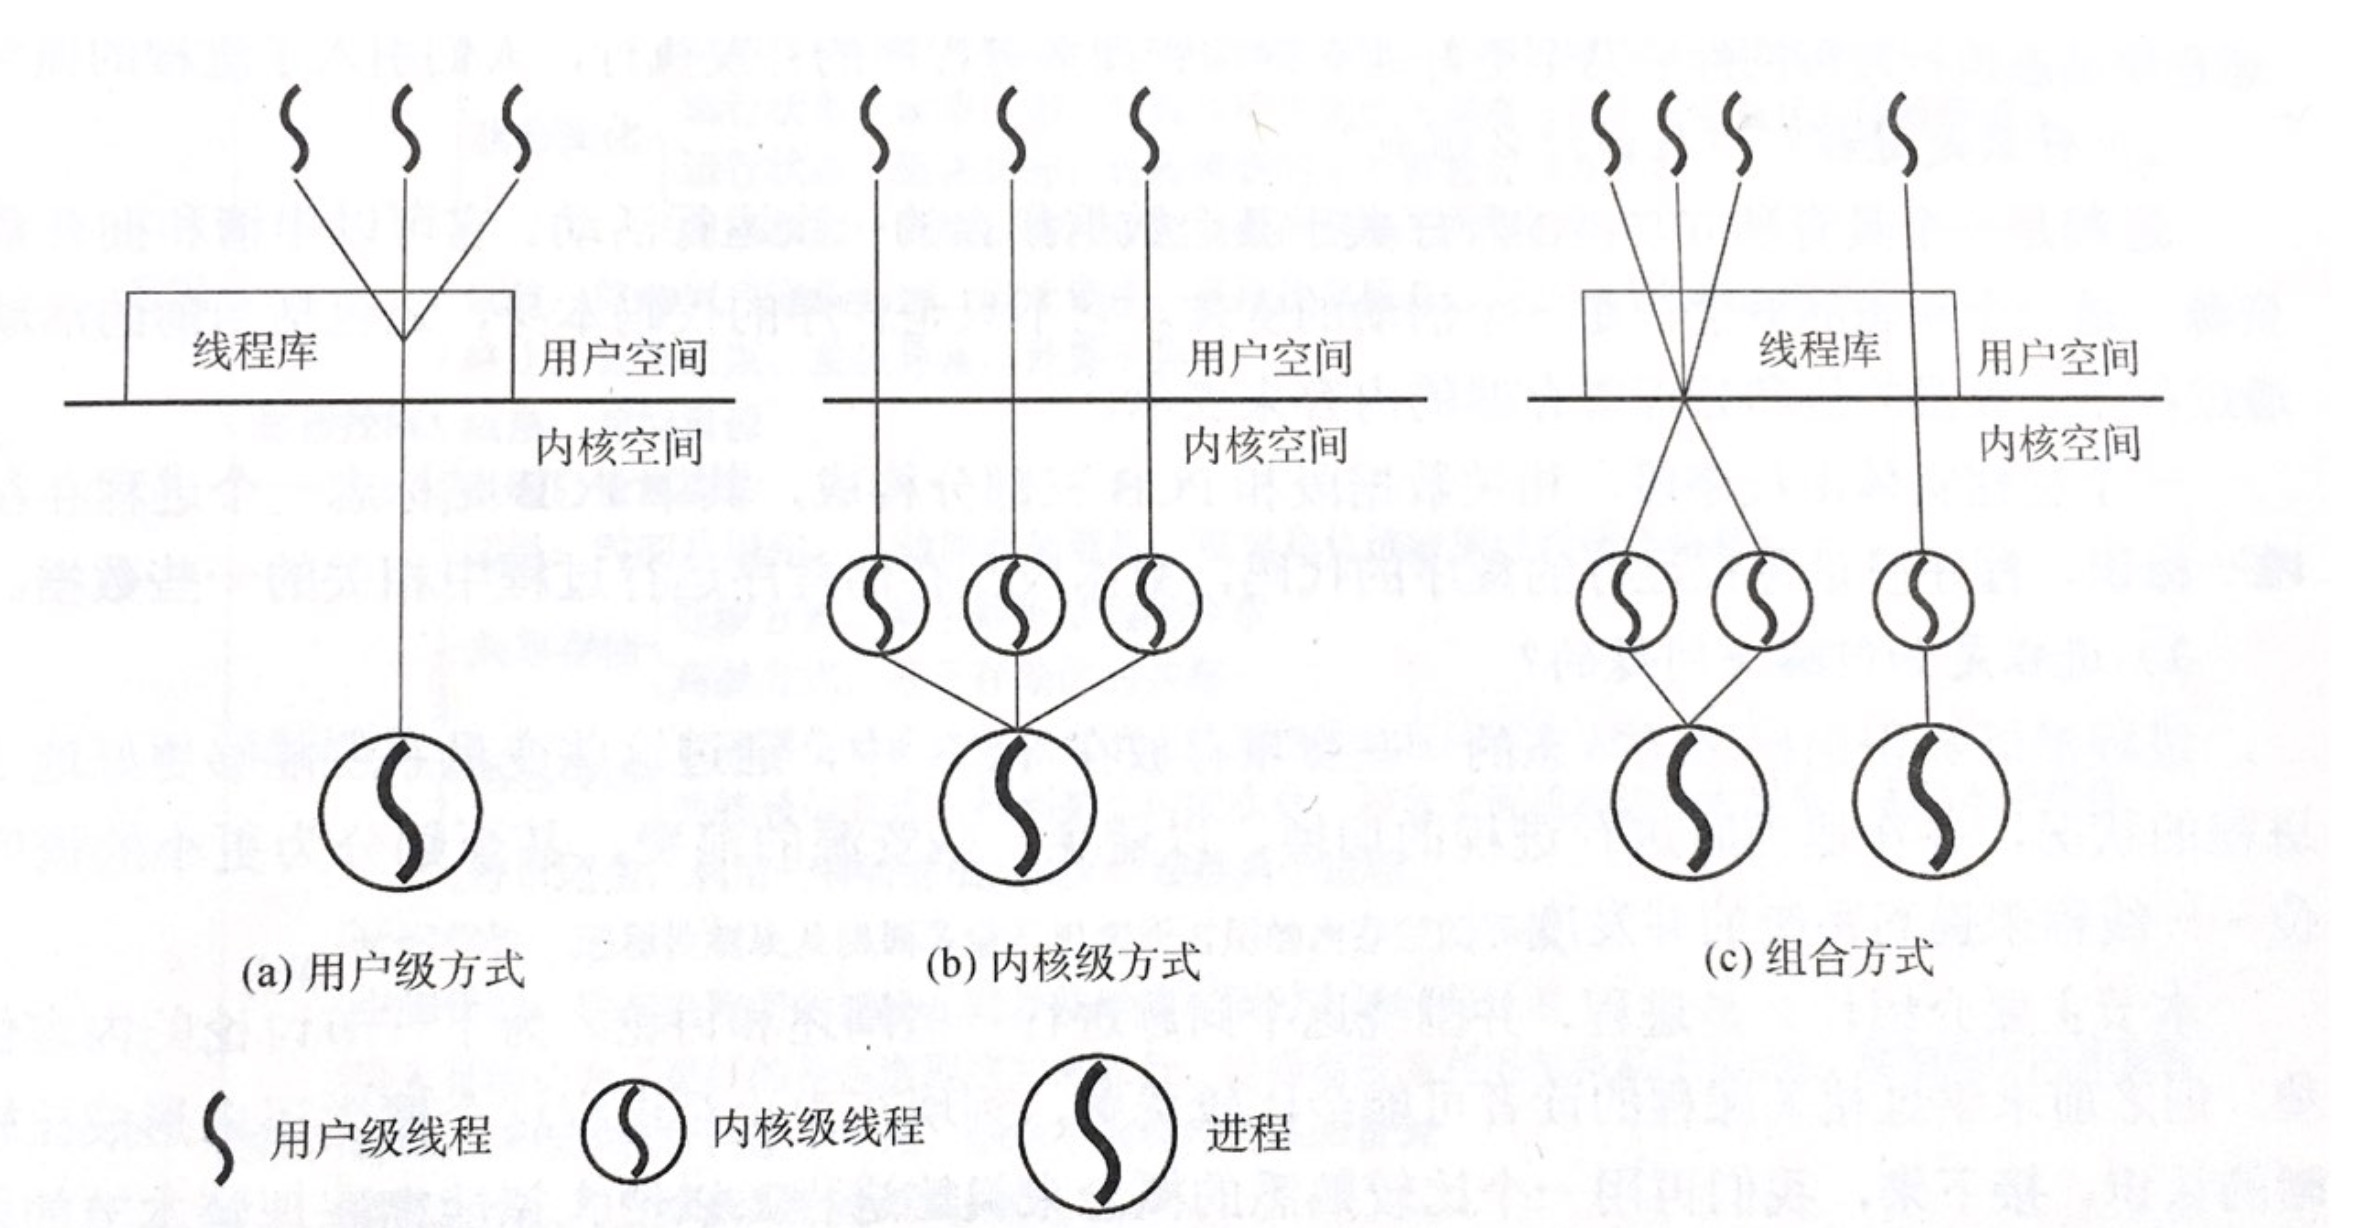 线程库
用户空间
内核空间
用户空间
内核空间
线程库
用户空间
内核空间
(a) 用户级方式
(b) 内核级方式
(c) 组合方式
用户级线程
内核级线程
进程